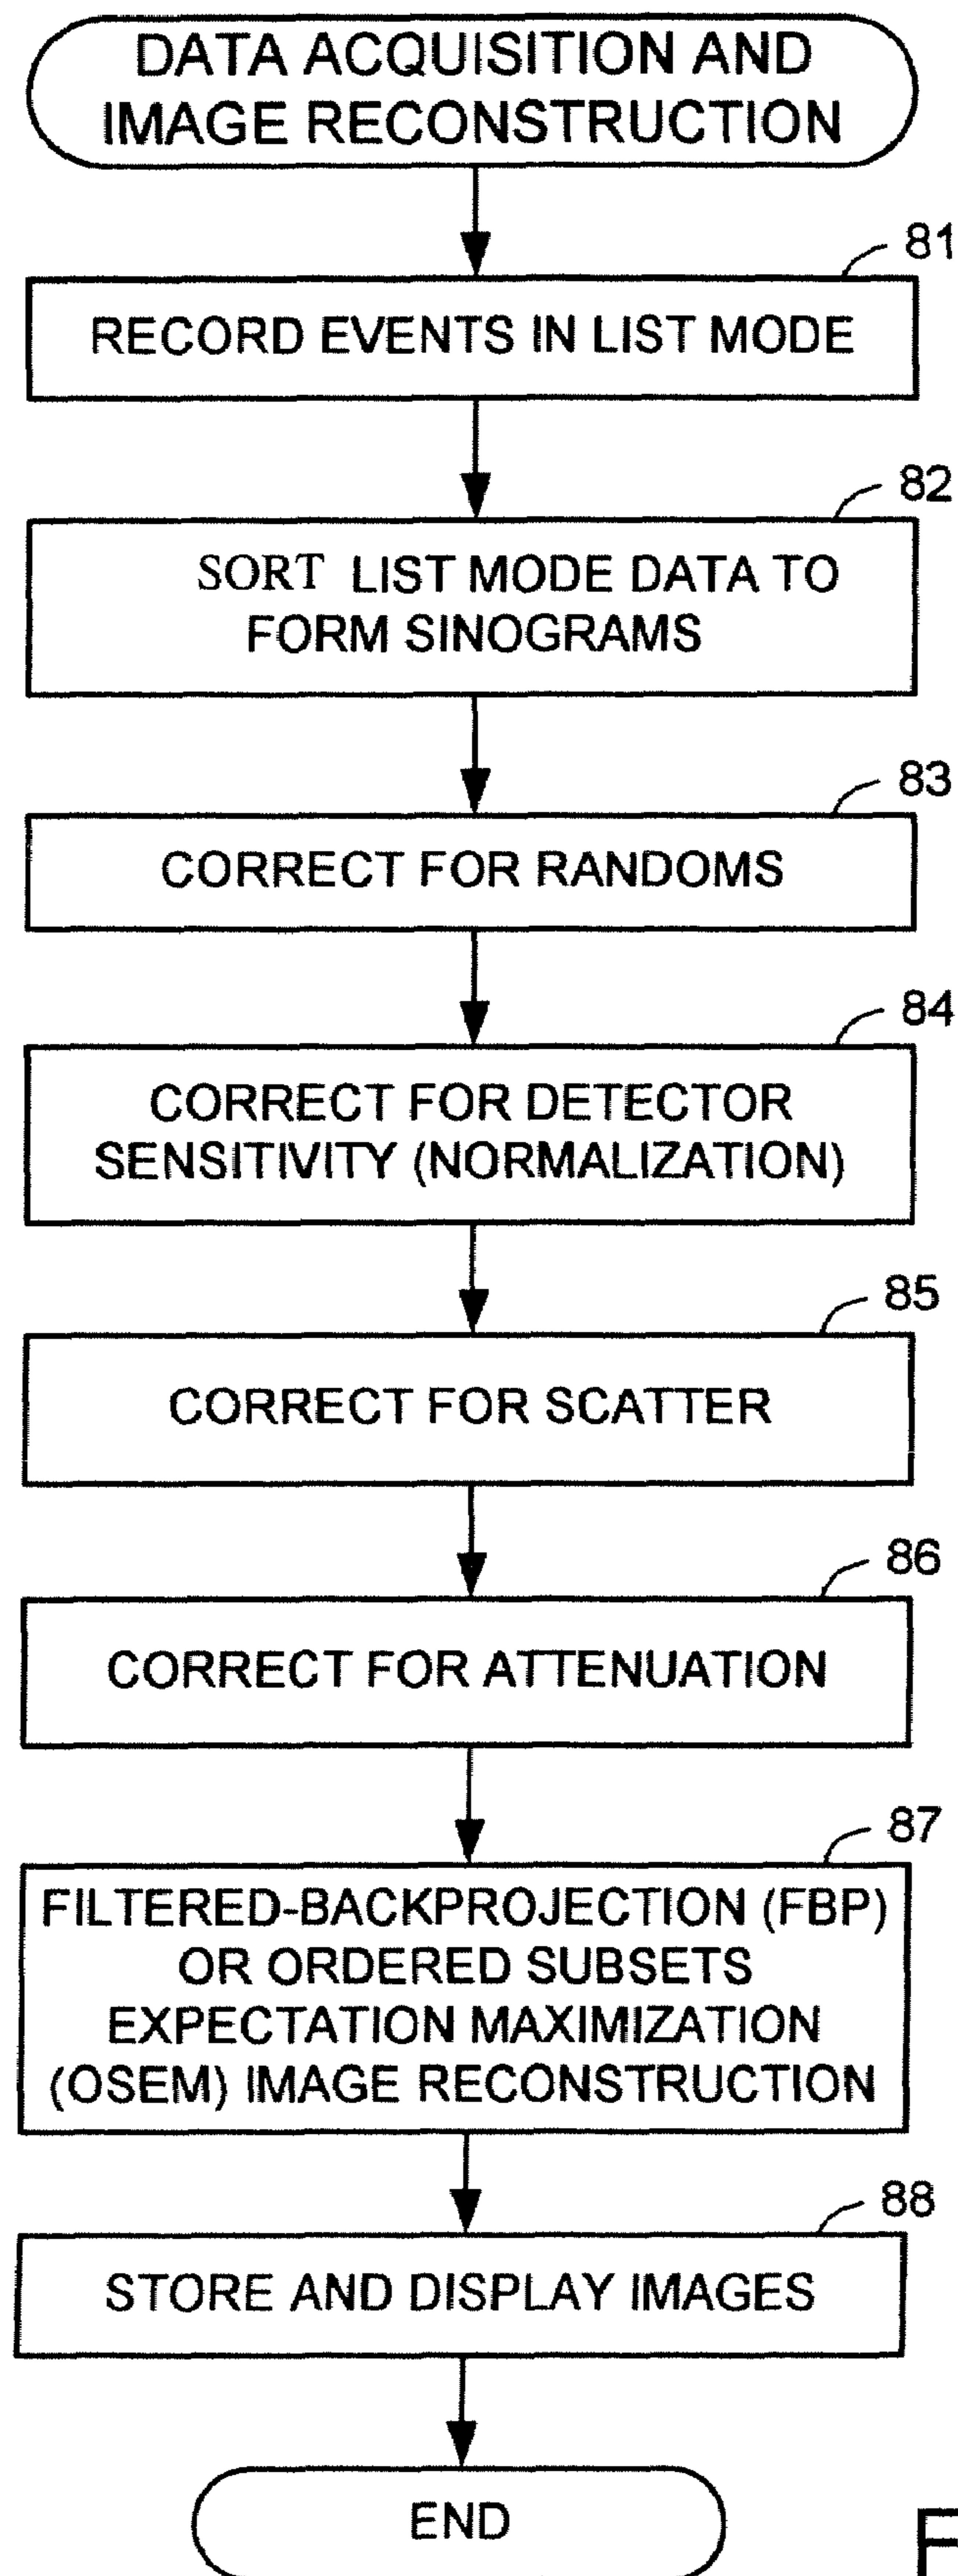 DATA ACQUISITION AND
IMAGE RECONSTRUCTION
81
RECORD EVENTS IN LIST MODE
82
SORT LIST MODE DATA TO
FORM SINOGRAMS
83
CORRECT FOR RANDOMS
84
CORRECT FOR DETECTOR
SENSITIVITY (NORMALIZATION)
85
CORRECT FOR SCATTER
86
CORRECT FOR ATTENUATION
87
FILTERED-BACKPROJECTION (FBP)
OR ORDERED SUBSETS
EXPECTATION MAXIMIZATION
(OSEM) IMAGE RECONSTRUCTION
88
STORE AND DISPLAY IMAGES
END